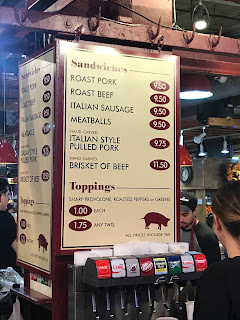 Sandwiches
ROAST PORK 9.50
ROAST BEEF 9.50
ITALIAN SAUSAGE 9.50
MEATBALLS 9.50
HAND CARVED
ITALIAN STYLE
PULLED PORK 9.75
HAND CARVED
BRISKET OF BEEF 11.50
Toppings
SHARP PROVOLONE, ROASTED PEPPERS or GREENS
1.00 EACH
1.75 ANY TWO
ALL PRICES INCLUDE TAX